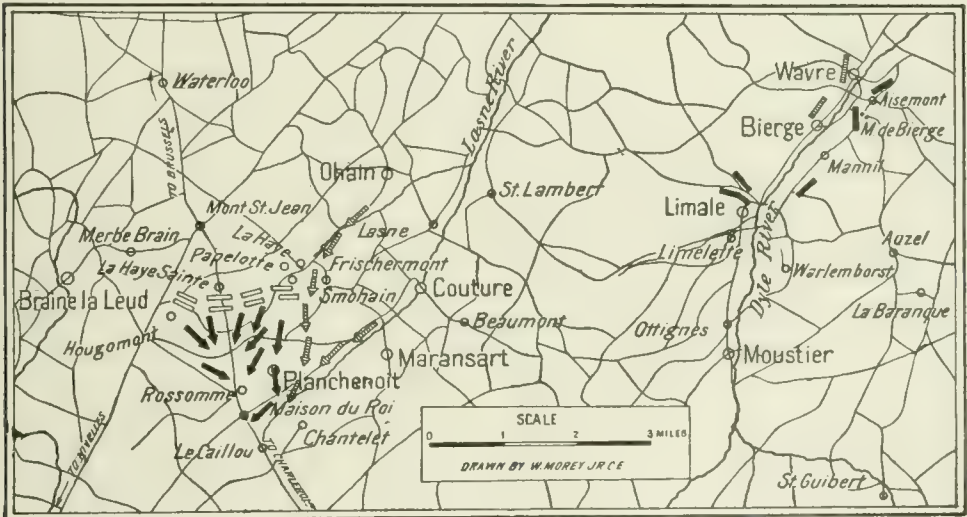 Waterloo
TO BRUSSELS
Mont St. Jean
Merbe Brain
La Haye Sainte
Braine la Leud
Hougomont
Papelotte
La Haye
Ohain
Lasne
Frischermont
Smohain
Couture
Beaumont
Maransart
Planchenoit
Rossomme
Maison du Roi
Chantelet
Le Caillou
TO NIVELLES
TO CHARLEROI
Lasne River
St. Lambert
Wavre
Aisemont
Bierge
M. de Bierge
Mannil
Limale
Limelette
Dyle River
Warlemborst
Auzel
La Baraque
Ottignes
Moustier
St. Guibert
SCALE
0 1 2 3 MILES
DRAWN BY W. MOREY JR C E